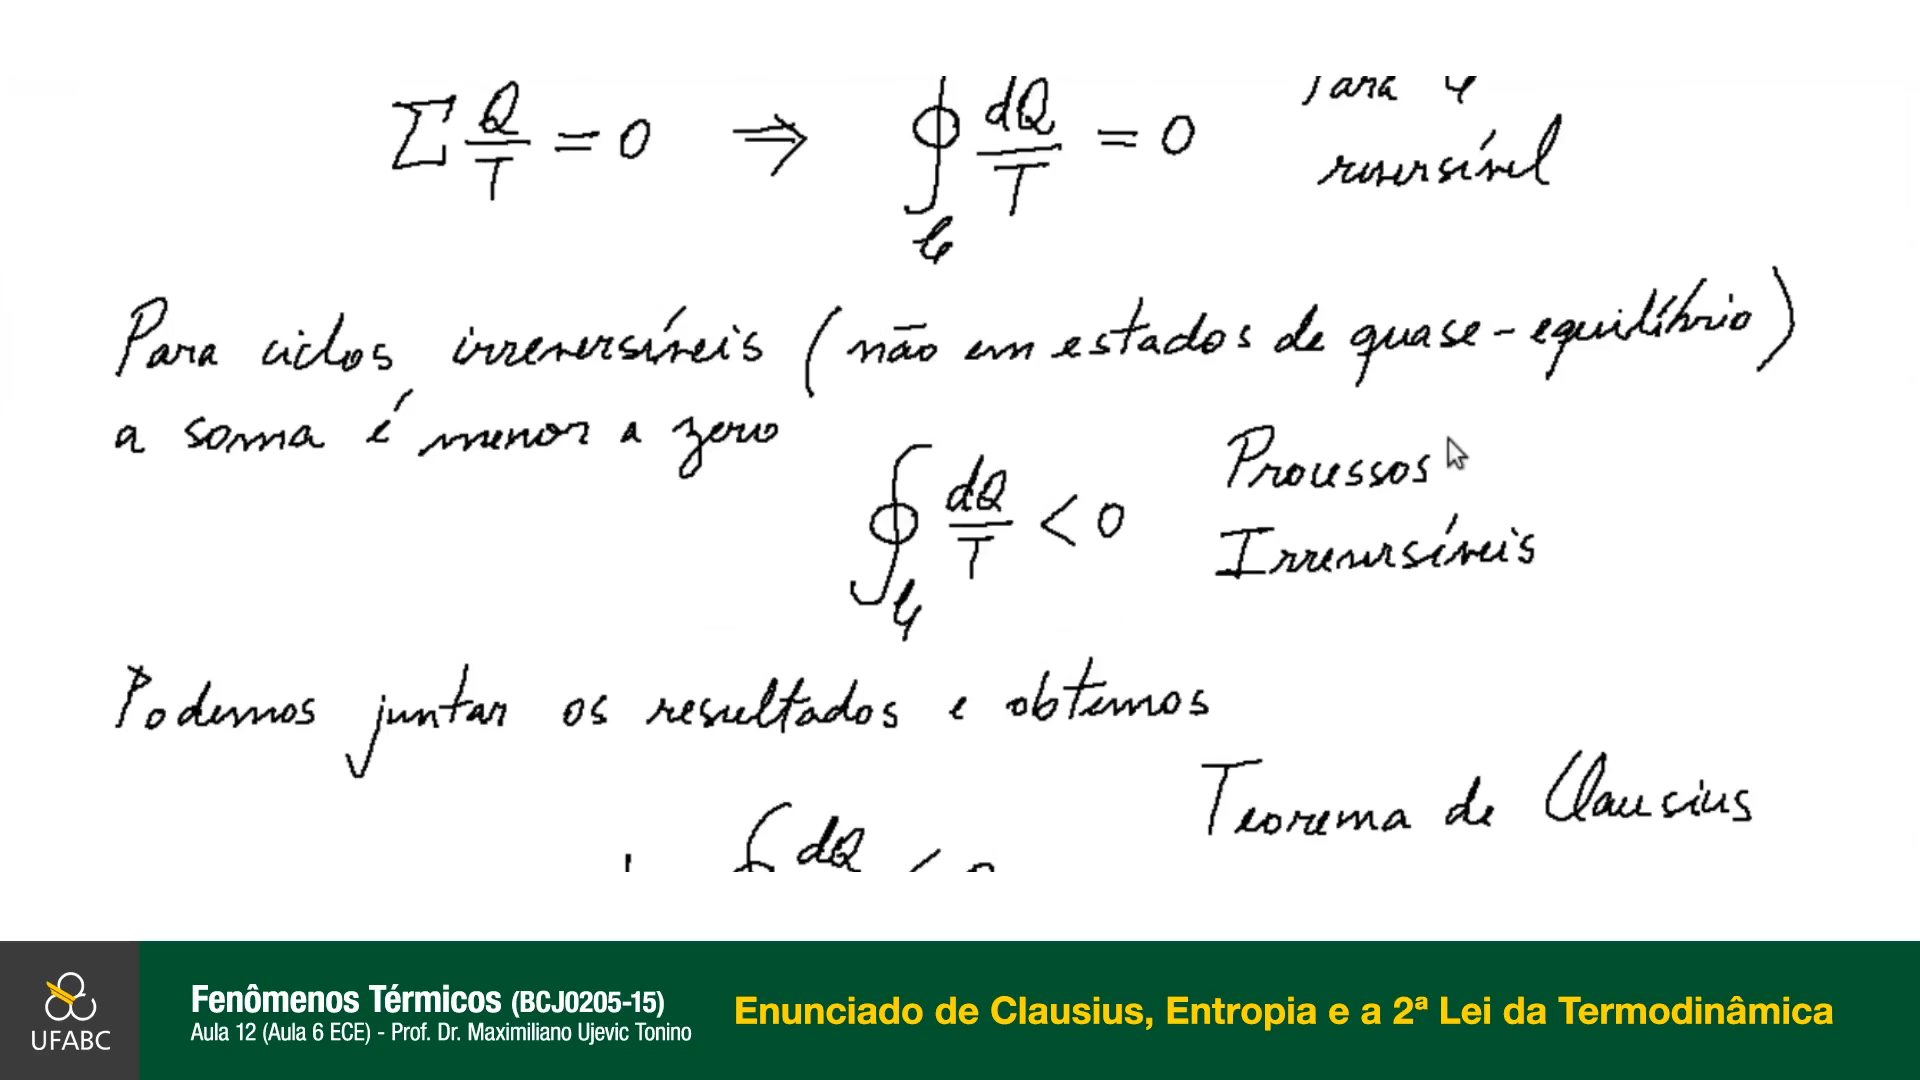 ∑ Q/T = 0 ⇒ ∮_C dQ/T = 0 Para C
reversível
Para ciclos irreversíveis (não em estados de quase-equilíbrio)
a soma é menor a zero
∮_C dQ/T < 0 Processos
Irreversíveis
Podemos juntar os resultados e obtemos
Teorema de Clausius
dQ
UFABC
Fenômenos Térmicos (BCJ0205-15)
Aula 12 (Aula 6 ECE) - Prof. Dr. Maximiliano Ujevic Tonino
Enunciado de Clausius, Entropia e a 2ª Lei da Termodinâmica